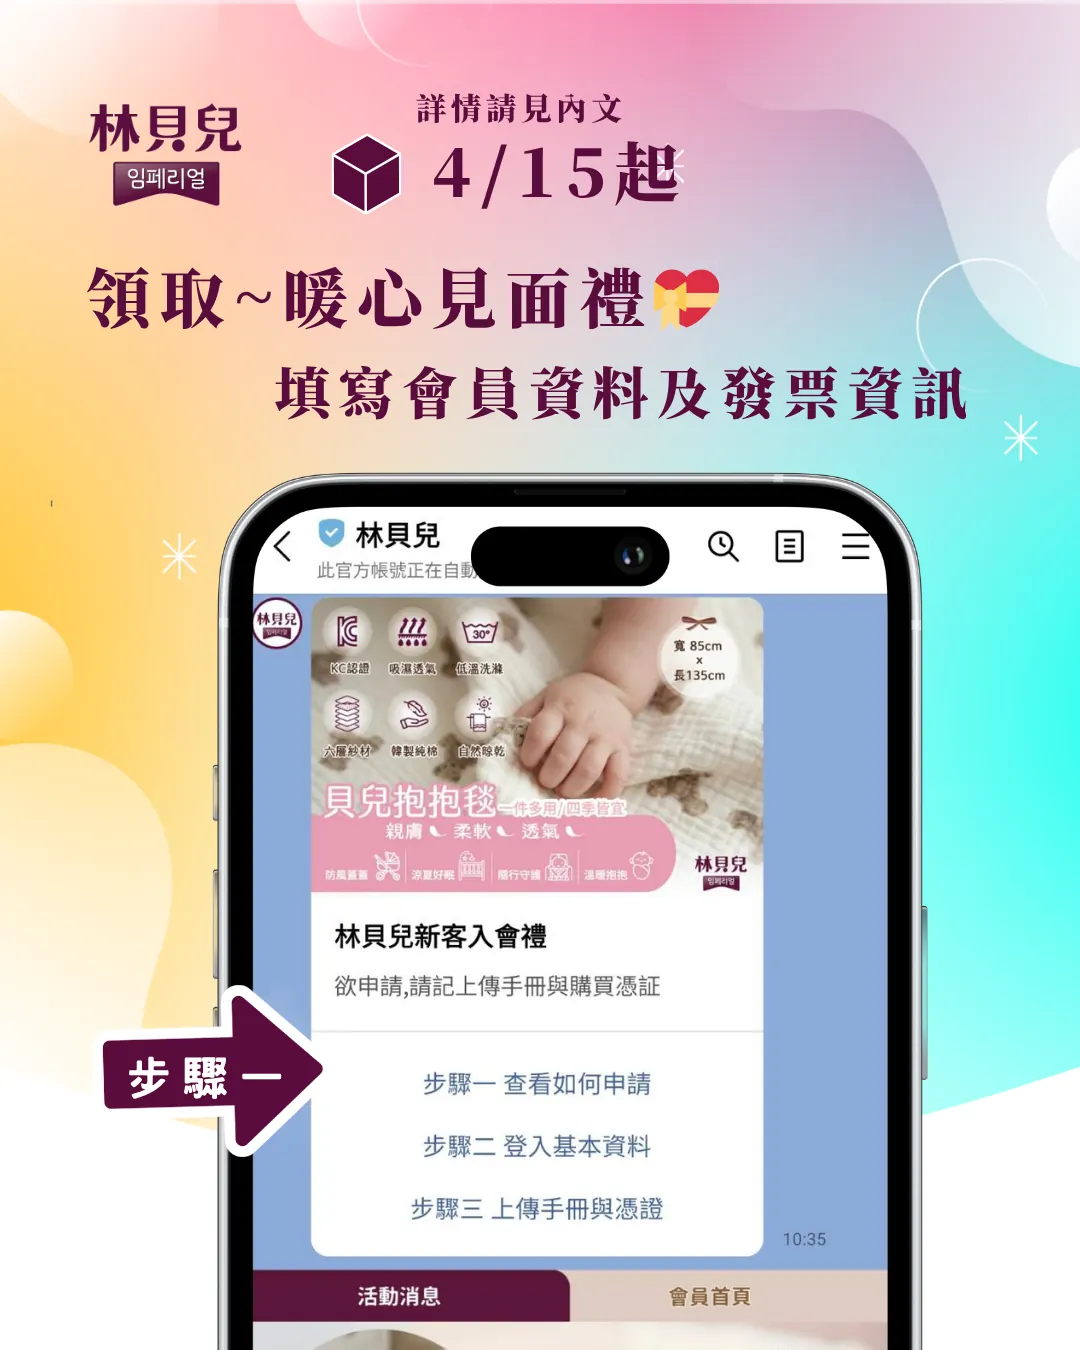 林貝兒
임페리얼
詳情請見內文
4/15起
領取~暖心見面禮
填寫會員資料及發票資訊
林貝兒
此官方帳號正在自動
林貝兒
임페리얼
KC認證
吸濕透氣
30°
低溫洗滌
寬 85cm
x
長135cm
六層紗材
韓製純棉
自然晾乾
貝兒抱抱毯
一件多用/四季皆宜
親膚 柔軟 透氣
防風蓋蓋
涼夏好眠
隨行守護
溫暖抱抱
林貝兒
임페리얼
林貝兒新客入會禮
欲申請,請記上傳手冊與購買憑証
步驟一
步驟一 查看如何申請
步驟二 登入基本資料
步驟三 上傳手冊與憑證
10:35
活動消息
會員首頁